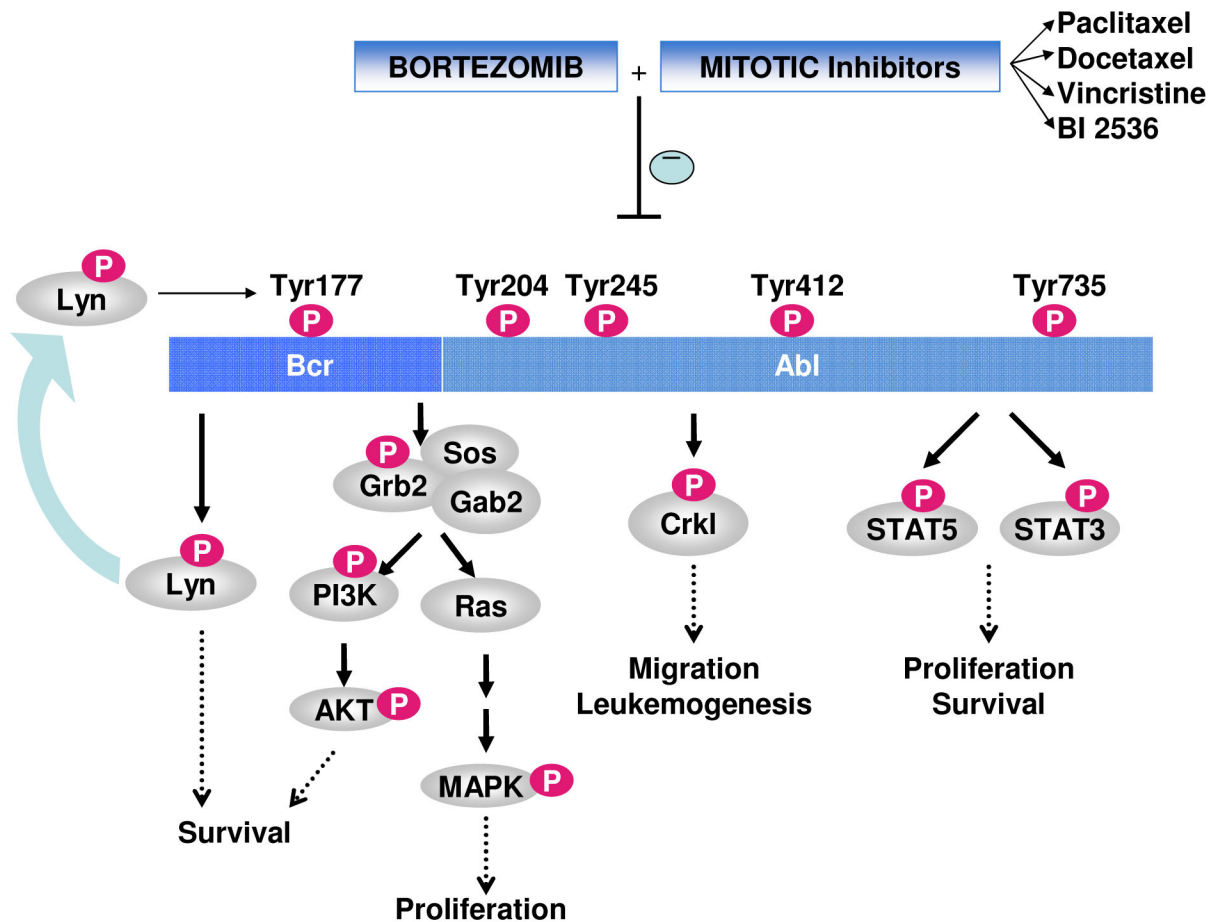 Paclitaxel
BORTEZOMIB + MITOTIC Inhibitors
Docetaxel
Vincristine
BI 2536
−
P
Lyn
Tyr177 Tyr204 Tyr245 Tyr412 Tyr735
P P P P P
Bcr Abl
P Sos
Grb2 Gab2
P P P
Crkl STAT5 STAT3
P P
Lyn PI3K Ras
Migration
Leukemogenesis
Proliferation
Survival
AKT P
MAPK P
Survival
Proliferation